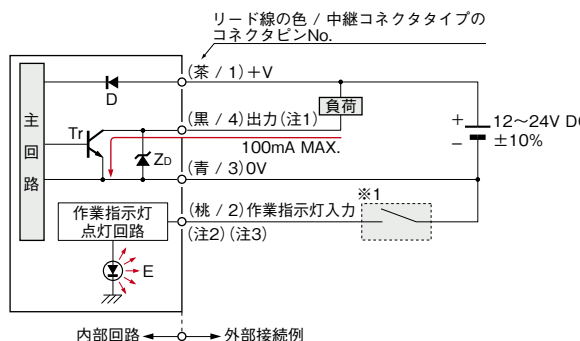 リード線の色 / 中継コネクタタイプの
コネクタピンNo.
(茶 / 1)+V
D
負荷
主回路
Tr
(黒 / 4)出力(注1)
ZD
100mA MAX.
+
−
12〜24V DC
±10%
(青 / 3)0V
作業指示灯
点灯回路
(桃 / 2)作業指示灯入力
※1
(注2)(注3)
E
内部回路
外部接続例